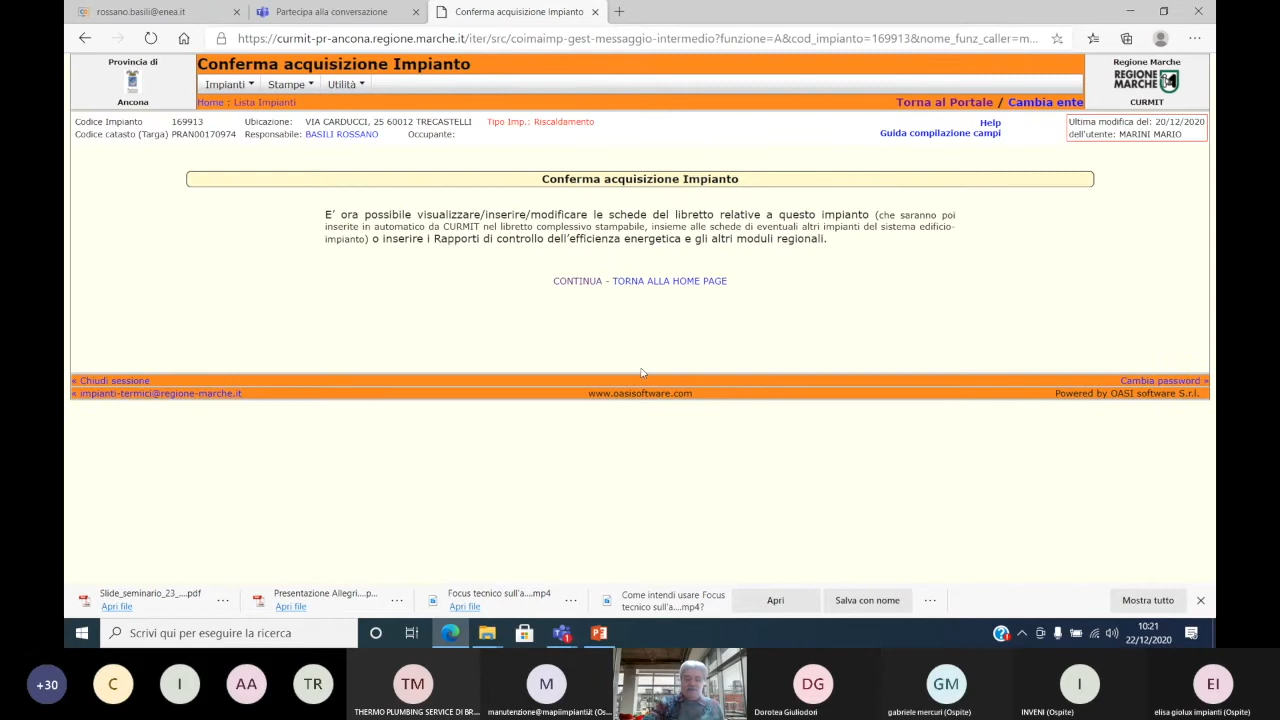 rossano.basili@enea.it
Partecipa alla conversazione
Conferma acquisizione impianto
https://curmit-pr-ancona.regione.marche.it/iter/src/coimaimp-gest-messaggio-intermedio?funzione=A&cod_impianto=169913&nome_funz_caller=m...
Provincia di
Ancona
Conferma acquisizione Impianto
Impianti
Stampe
Utilità
Home : Lista Impianti
Torna al Portale / Cambia ente
Regione Marche
REGIONE
MARCHE
CURMIT
Codice Impianto 169913 Ubicazione: VIA CARDUCCI, 25 60012 TRECASTELLI Tipo Imp.: Riscaldamento
Codice catasto (Targa) PRAN00170974 Responsabile: BASILI ROSSANO Occupante:
Help
Guida compilazione campi
Ultima modifica del: 20/12/2020
dell'utente: MARINI MARIO
Conferma acquisizione Impianto
E' ora possibile visualizzare/inserire/modificare le schede del libretto relative a questo impianto (che saranno poi
inserite in automatico da CURMIT nel libretto complessivo stampabile, insieme alle schede di eventuali altri impianti del sistema edificio-
impianto) o inserire i Rapporti di controllo dell'efficienza energetica e gli altri moduli regionali.
CONTINUA - TORNA ALLA HOME PAGE
« Chiudi sessione
Cambia password »
« impianti-termici@regione-marche.it
www.oasisoftware.com
Powered by OASI software S.r.l.
Slide_seminario_23_....pdf
Apri file
Presentazione Allegri....p...
Apri file
Focus tecnico sull'a....mp4
Apri file
Come intendi usare Focus
tecnico sull'a....mp4?
Apri
Salva con nome
Mostra tutto
Scrivi qui per eseguire la ricerca
10:21
22/12/2020
+30
C
I
AA
TR
TM
THERMO PLUMBING SERVICE DI BR...
M
manutenzione@mapiimpianti.it (Os...
DG
Dorotea Giuliodori
GM
gabriele mercuri (Ospite)
I
INVENI (Ospite)
EI
elisa giolux impianti (Ospite)